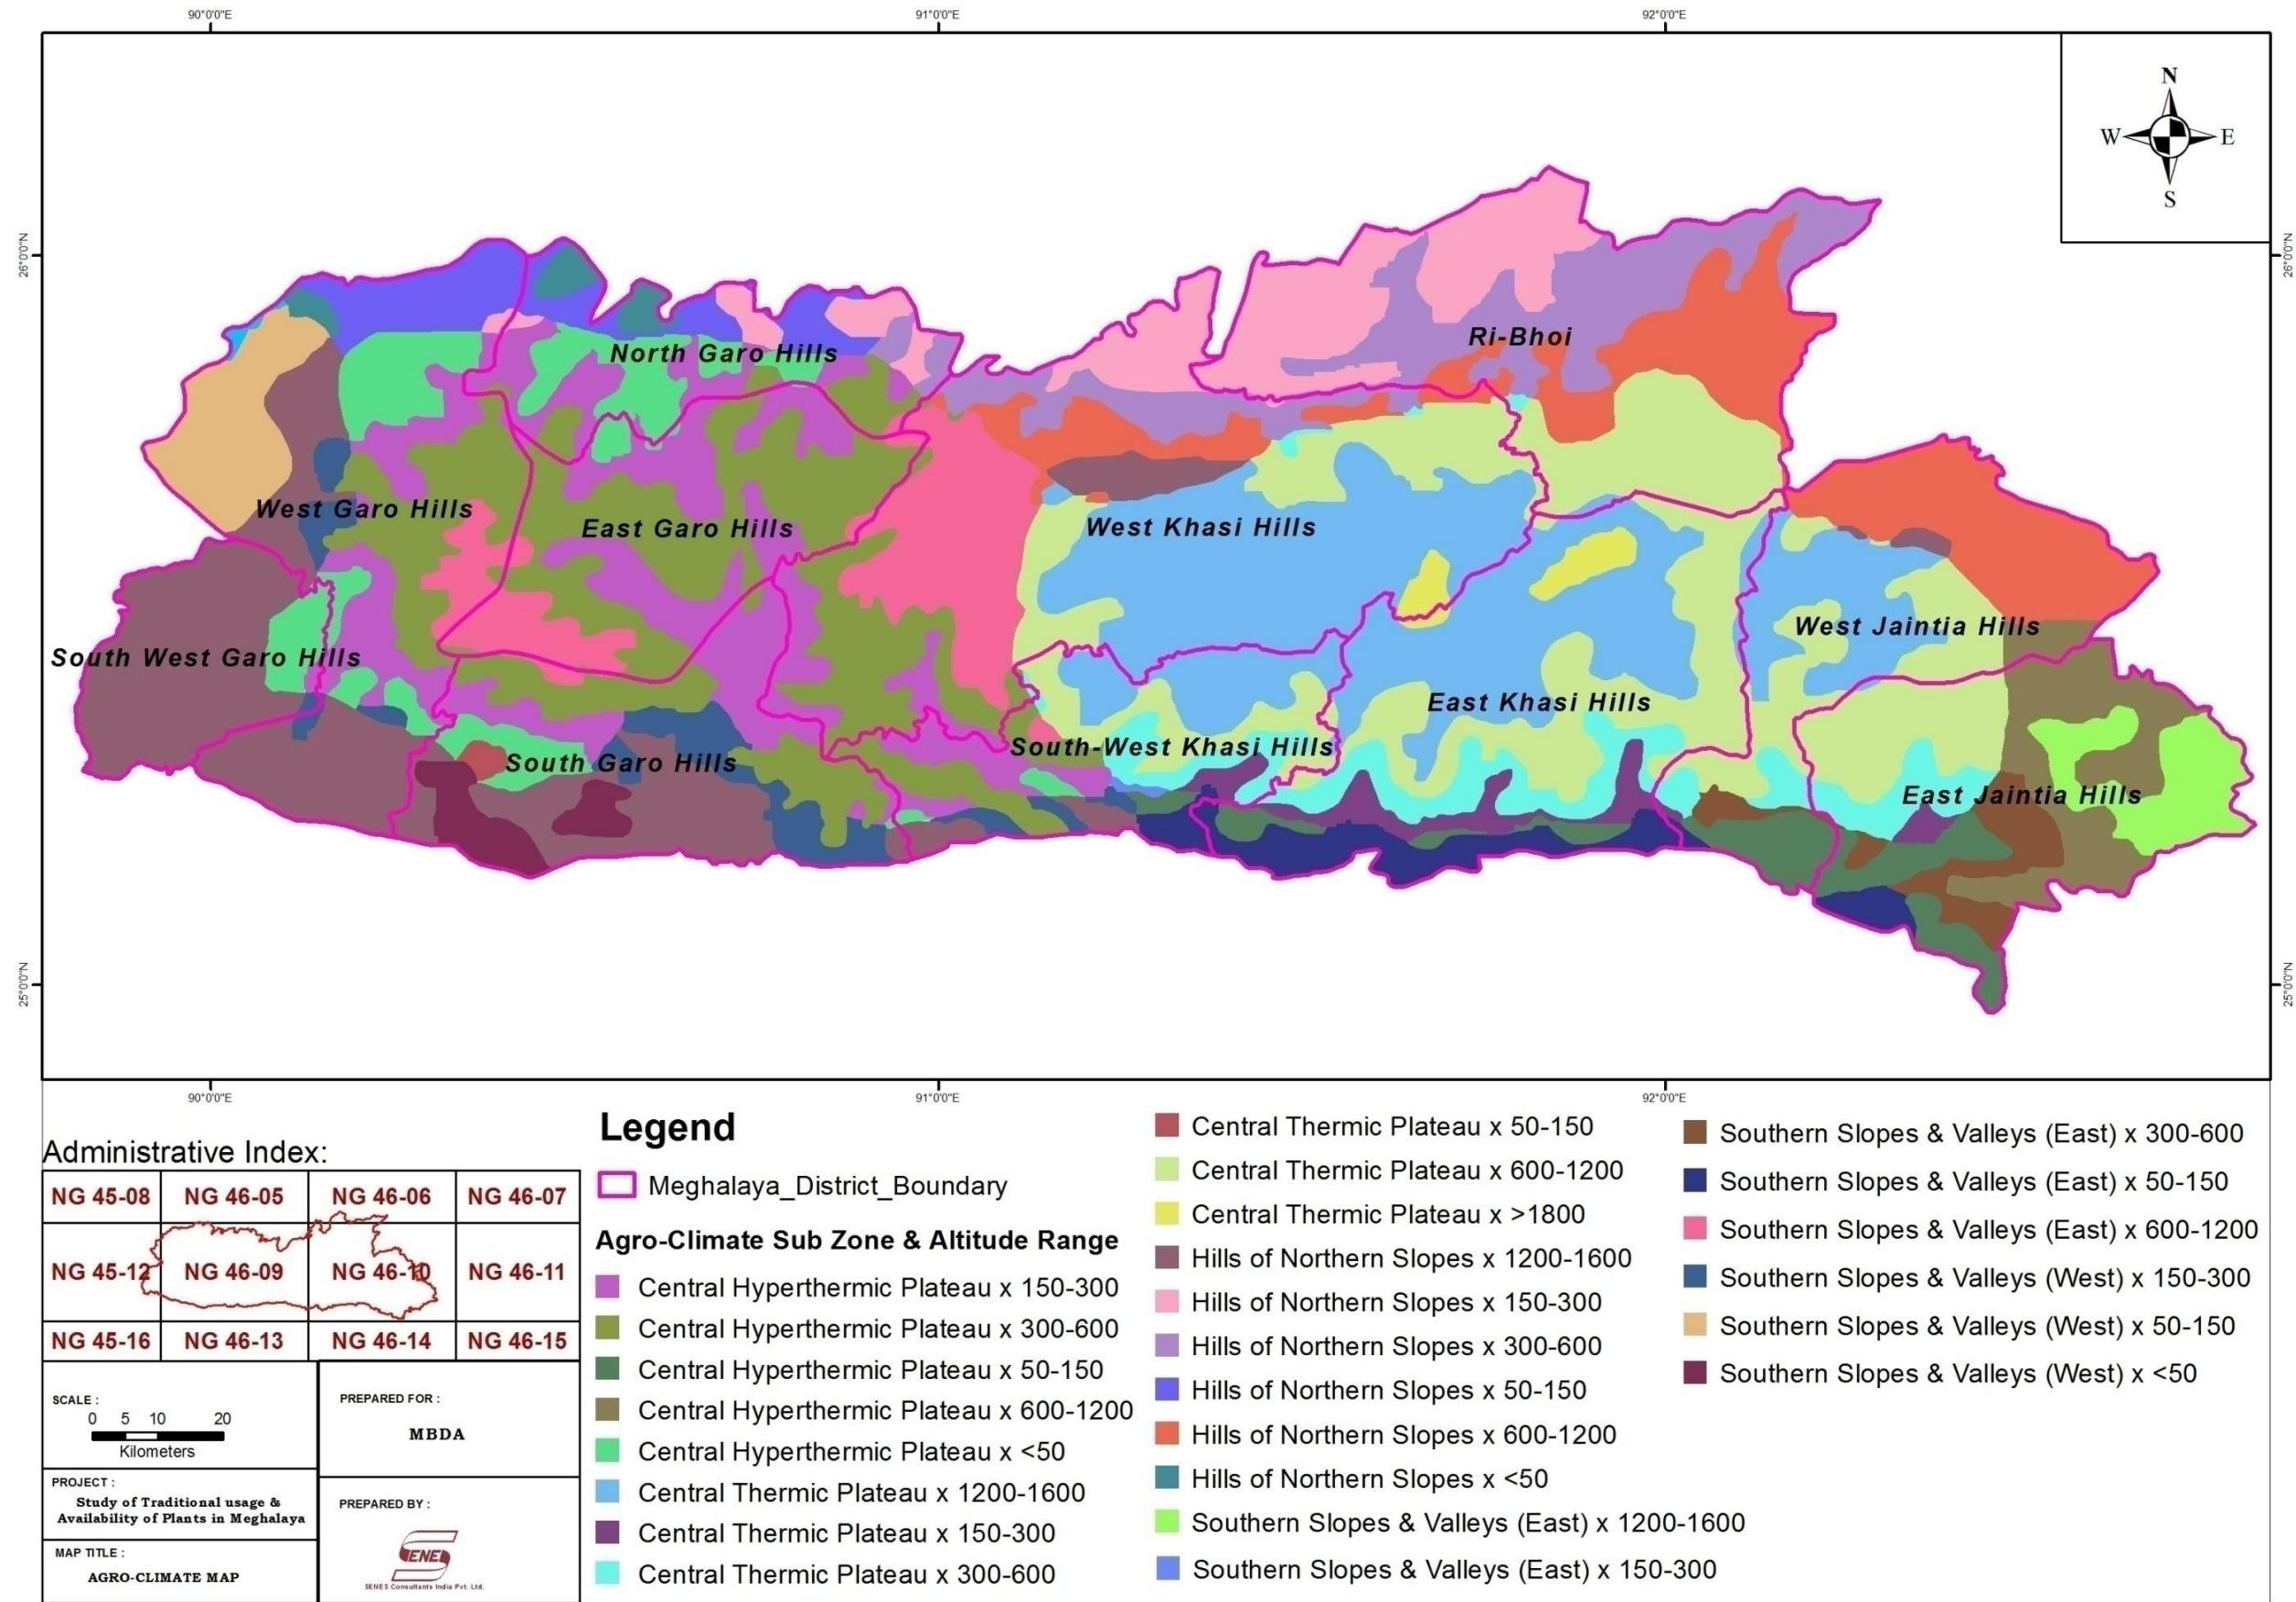 90°0'0"E 91°0'0"E 92°0'0"E
N
W E
S
26°0'0"N 26°0'0"N
Ri-Bhoi
North Garo Hills
West Garo Hills
East Garo Hills
West Khasi Hills
West Jaintia Hills
South West Garo Hills
East Khasi Hills
South-West Khasi Hills
South Garo Hills
East Jaintia Hills
25°0'0"N 25°0'0"N
90°0'0"E 91°0'0"E 92°0'0"E
Administrative Index:
NG 45-08 NG 46-05 NG 46-06 NG 46-07
NG 45-12 NG 46-09 NG 46-10 NG 46-11
NG 45-16 NG 46-13 NG 46-14 NG 46-15
SCALE :
0 5 10 20
Kilometers
PROJECT :
Study of Traditional usage &
Availability of Plants in Meghalaya
MAP TITLE :
AGRO-CLIMATE MAP
PREPARED FOR :
MBDA
PREPARED BY :
SENES
SENES Consultants India Pvt. Ltd.
Legend
Meghalaya_District_Boundary
Agro-Climate Sub Zone & Altitude Range
Central Hyperthermic Plateau x 150-300
Central Hyperthermic Plateau x 300-600
Central Hyperthermic Plateau x 50-150
Central Hyperthermic Plateau x 600-1200
Central Hyperthermic Plateau x <50
Central Thermic Plateau x 1200-1600
Central Thermic Plateau x 150-300
Central Thermic Plateau x 300-600
Central Thermic Plateau x 50-150
Central Thermic Plateau x 600-1200
Central Thermic Plateau x >1800
Hills of Northern Slopes x 1200-1600
Hills of Northern Slopes x 150-300
Hills of Northern Slopes x 300-600
Hills of Northern Slopes x 50-150
Hills of Northern Slopes x 600-1200
Hills of Northern Slopes x <50
Southern Slopes & Valleys (East) x 1200-1600
Southern Slopes & Valleys (East) x 150-300
Southern Slopes & Valleys (East) x 300-600
Southern Slopes & Valleys (East) x 50-150
Southern Slopes & Valleys (East) x 600-1200
Southern Slopes & Valleys (West) x 150-300
Southern Slopes & Valleys (West) x 50-150
Southern Slopes & Valleys (West) x <50